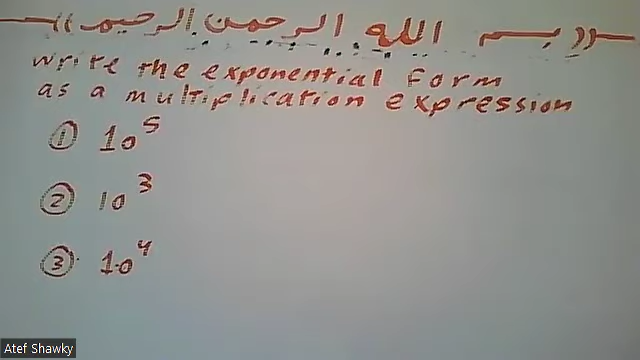 بسم الله الرحمن الرحيم
write the exponential form
as a multiplication expression
① 10⁵
② 10³
③ 10⁴
Atef Shawky